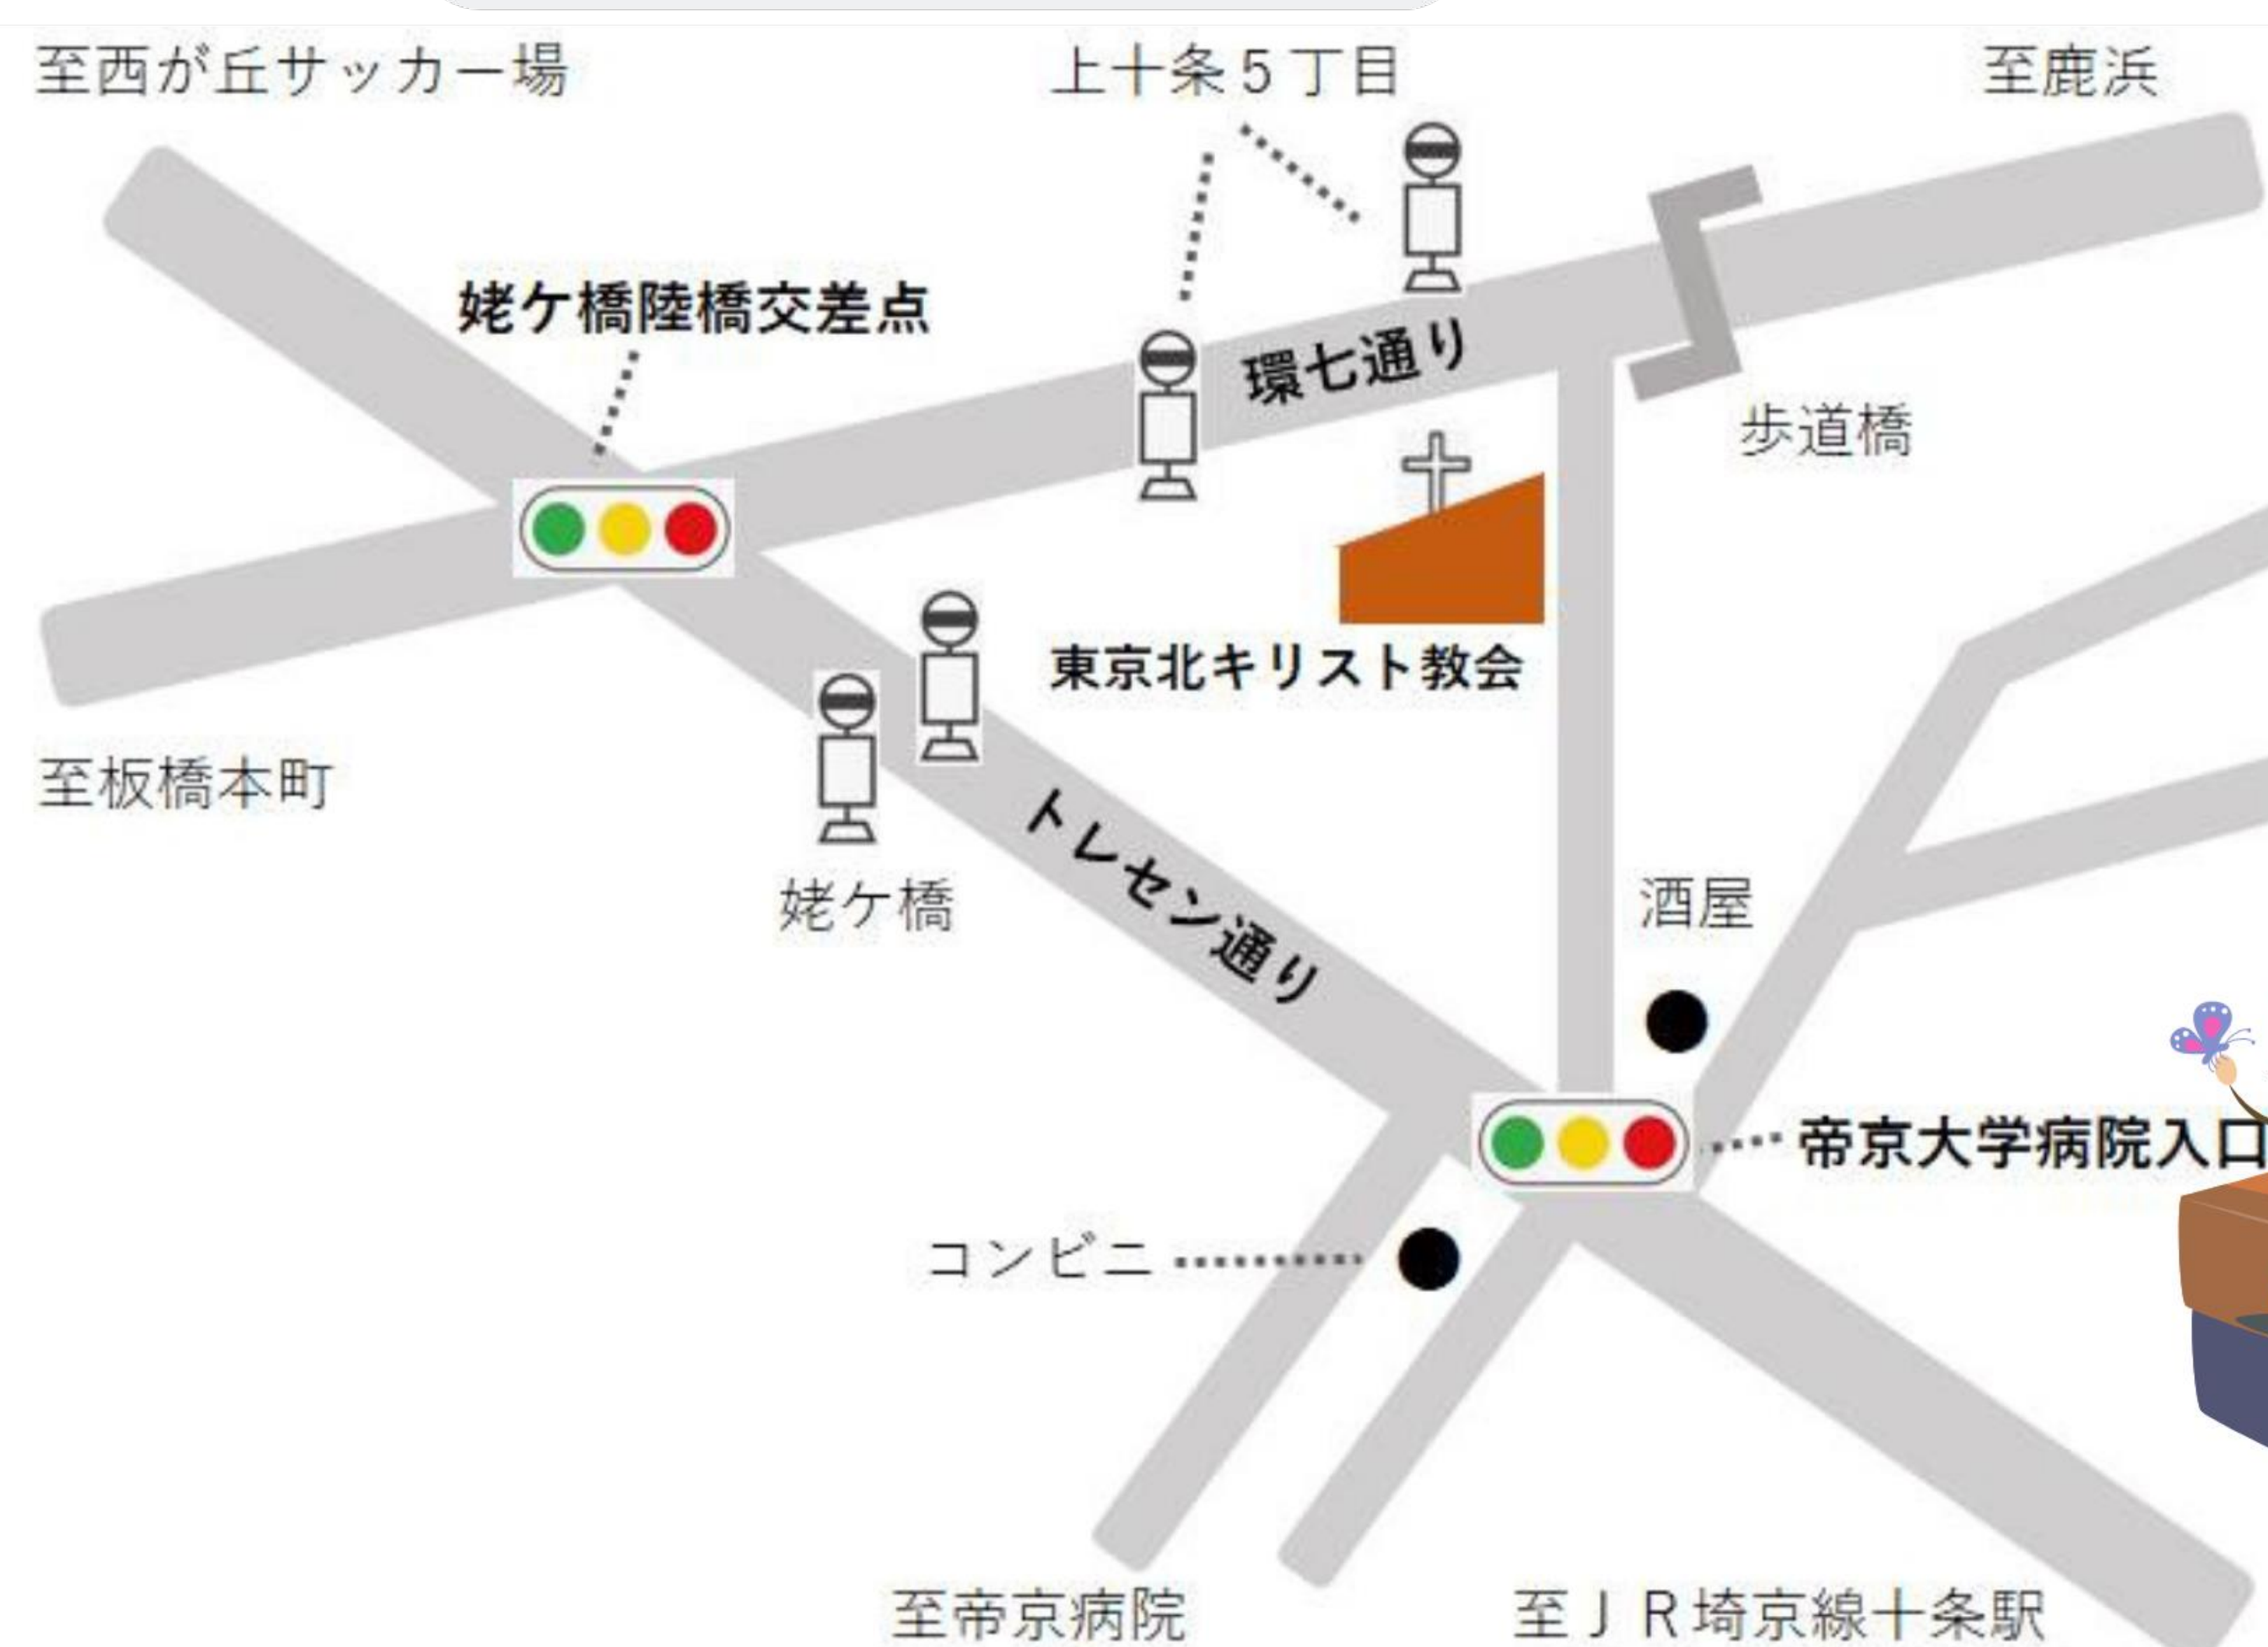 至西が丘サッカー場
上十条5丁目
至鹿浜
姥ケ橋陸橋交差点
環七通り
歩道橋
東京北キリスト教会
至板橋本町
姥ケ橋
トレセン通り
酒屋
帝京大学病院入口
コンビニ
至帝京病院
至JR埼京線十条駅